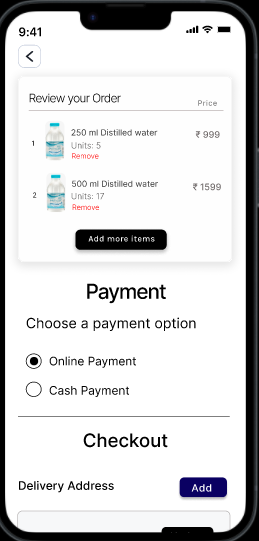 9:41
Review your Order
Price
1
250 ml Distilled water
₹ 999
Units: 5
Remove
2
500 ml Distilled water
₹ 1599
Units: 17
Remove
Add more items
Payment
Choose a payment option
Online Payment
Cash Payment
Checkout
Delivery Address
Add